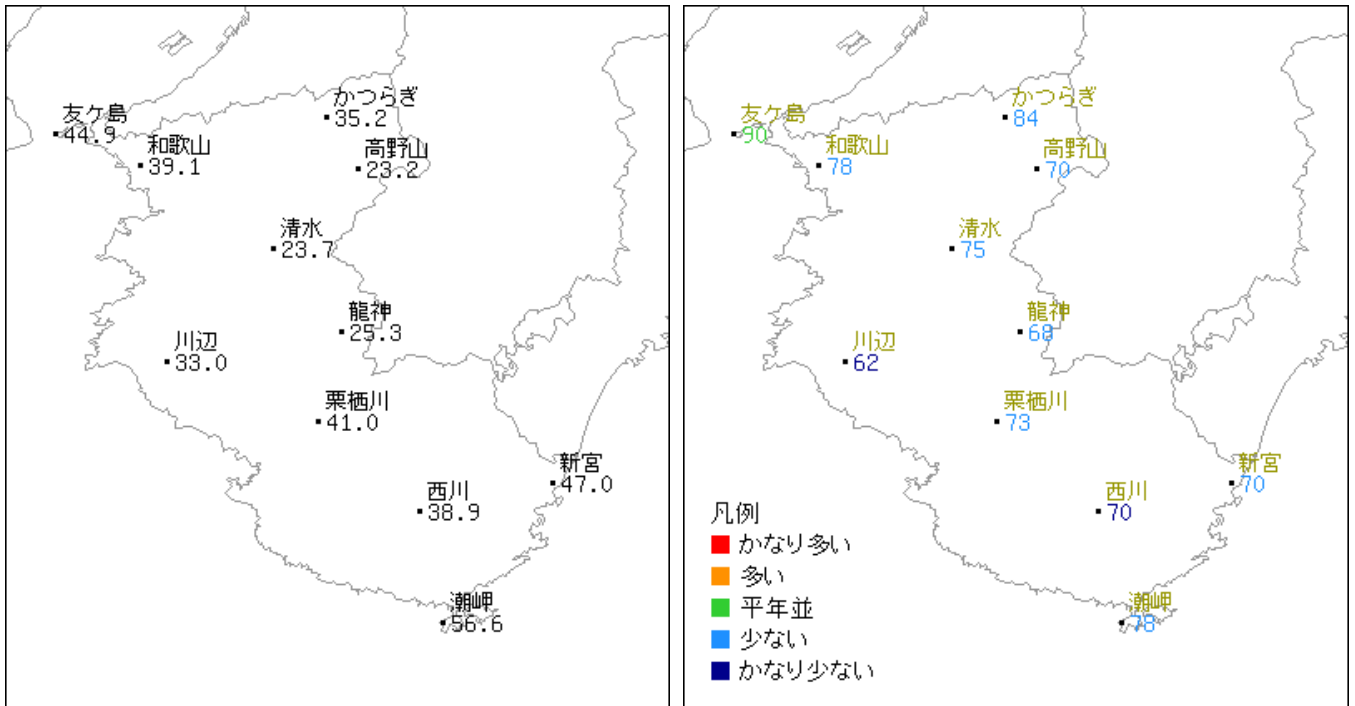 友ケ島
44.9
和歌山
39.1
かつらぎ
35.2
高野山
23.2
清水
23.7
龍神
25.3
川辺
33.0
栗栖川
41.0
新宮
47.0
西川
38.9
潮岬
56.6
友ケ島
90
和歌山
78
かつらぎ
84
高野山
70
清水
75
龍神
68
川辺
62
栗栖川
73
新宮
70
西川
70
潮岬
78
凡例
かなり多い
多い
平年並
少ない
かなり少ない